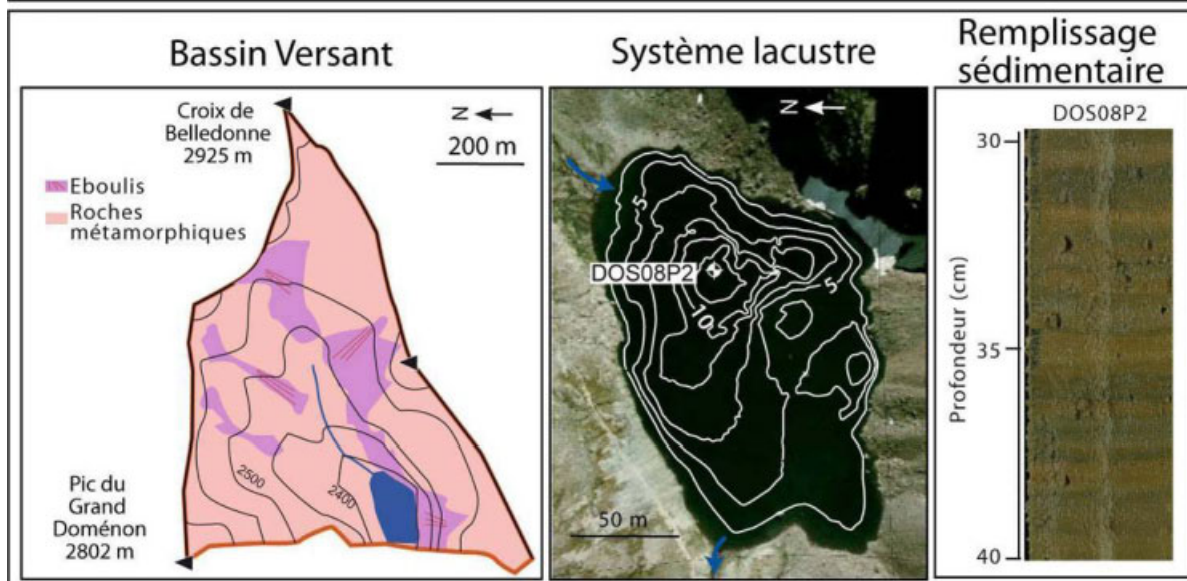 Bassin Versant
Croix de
Belledonne
2925 m
N
200 m
Eboulis
Roches
métamorphiques
2500
2400
Pic du
Grand
Doménon
2802 m
Système lacustre
N
5
DOS08P2
5
10
50 m
Remplissage
sédimentaire
DOS08P2
30
35
40
Profondeur (cm)